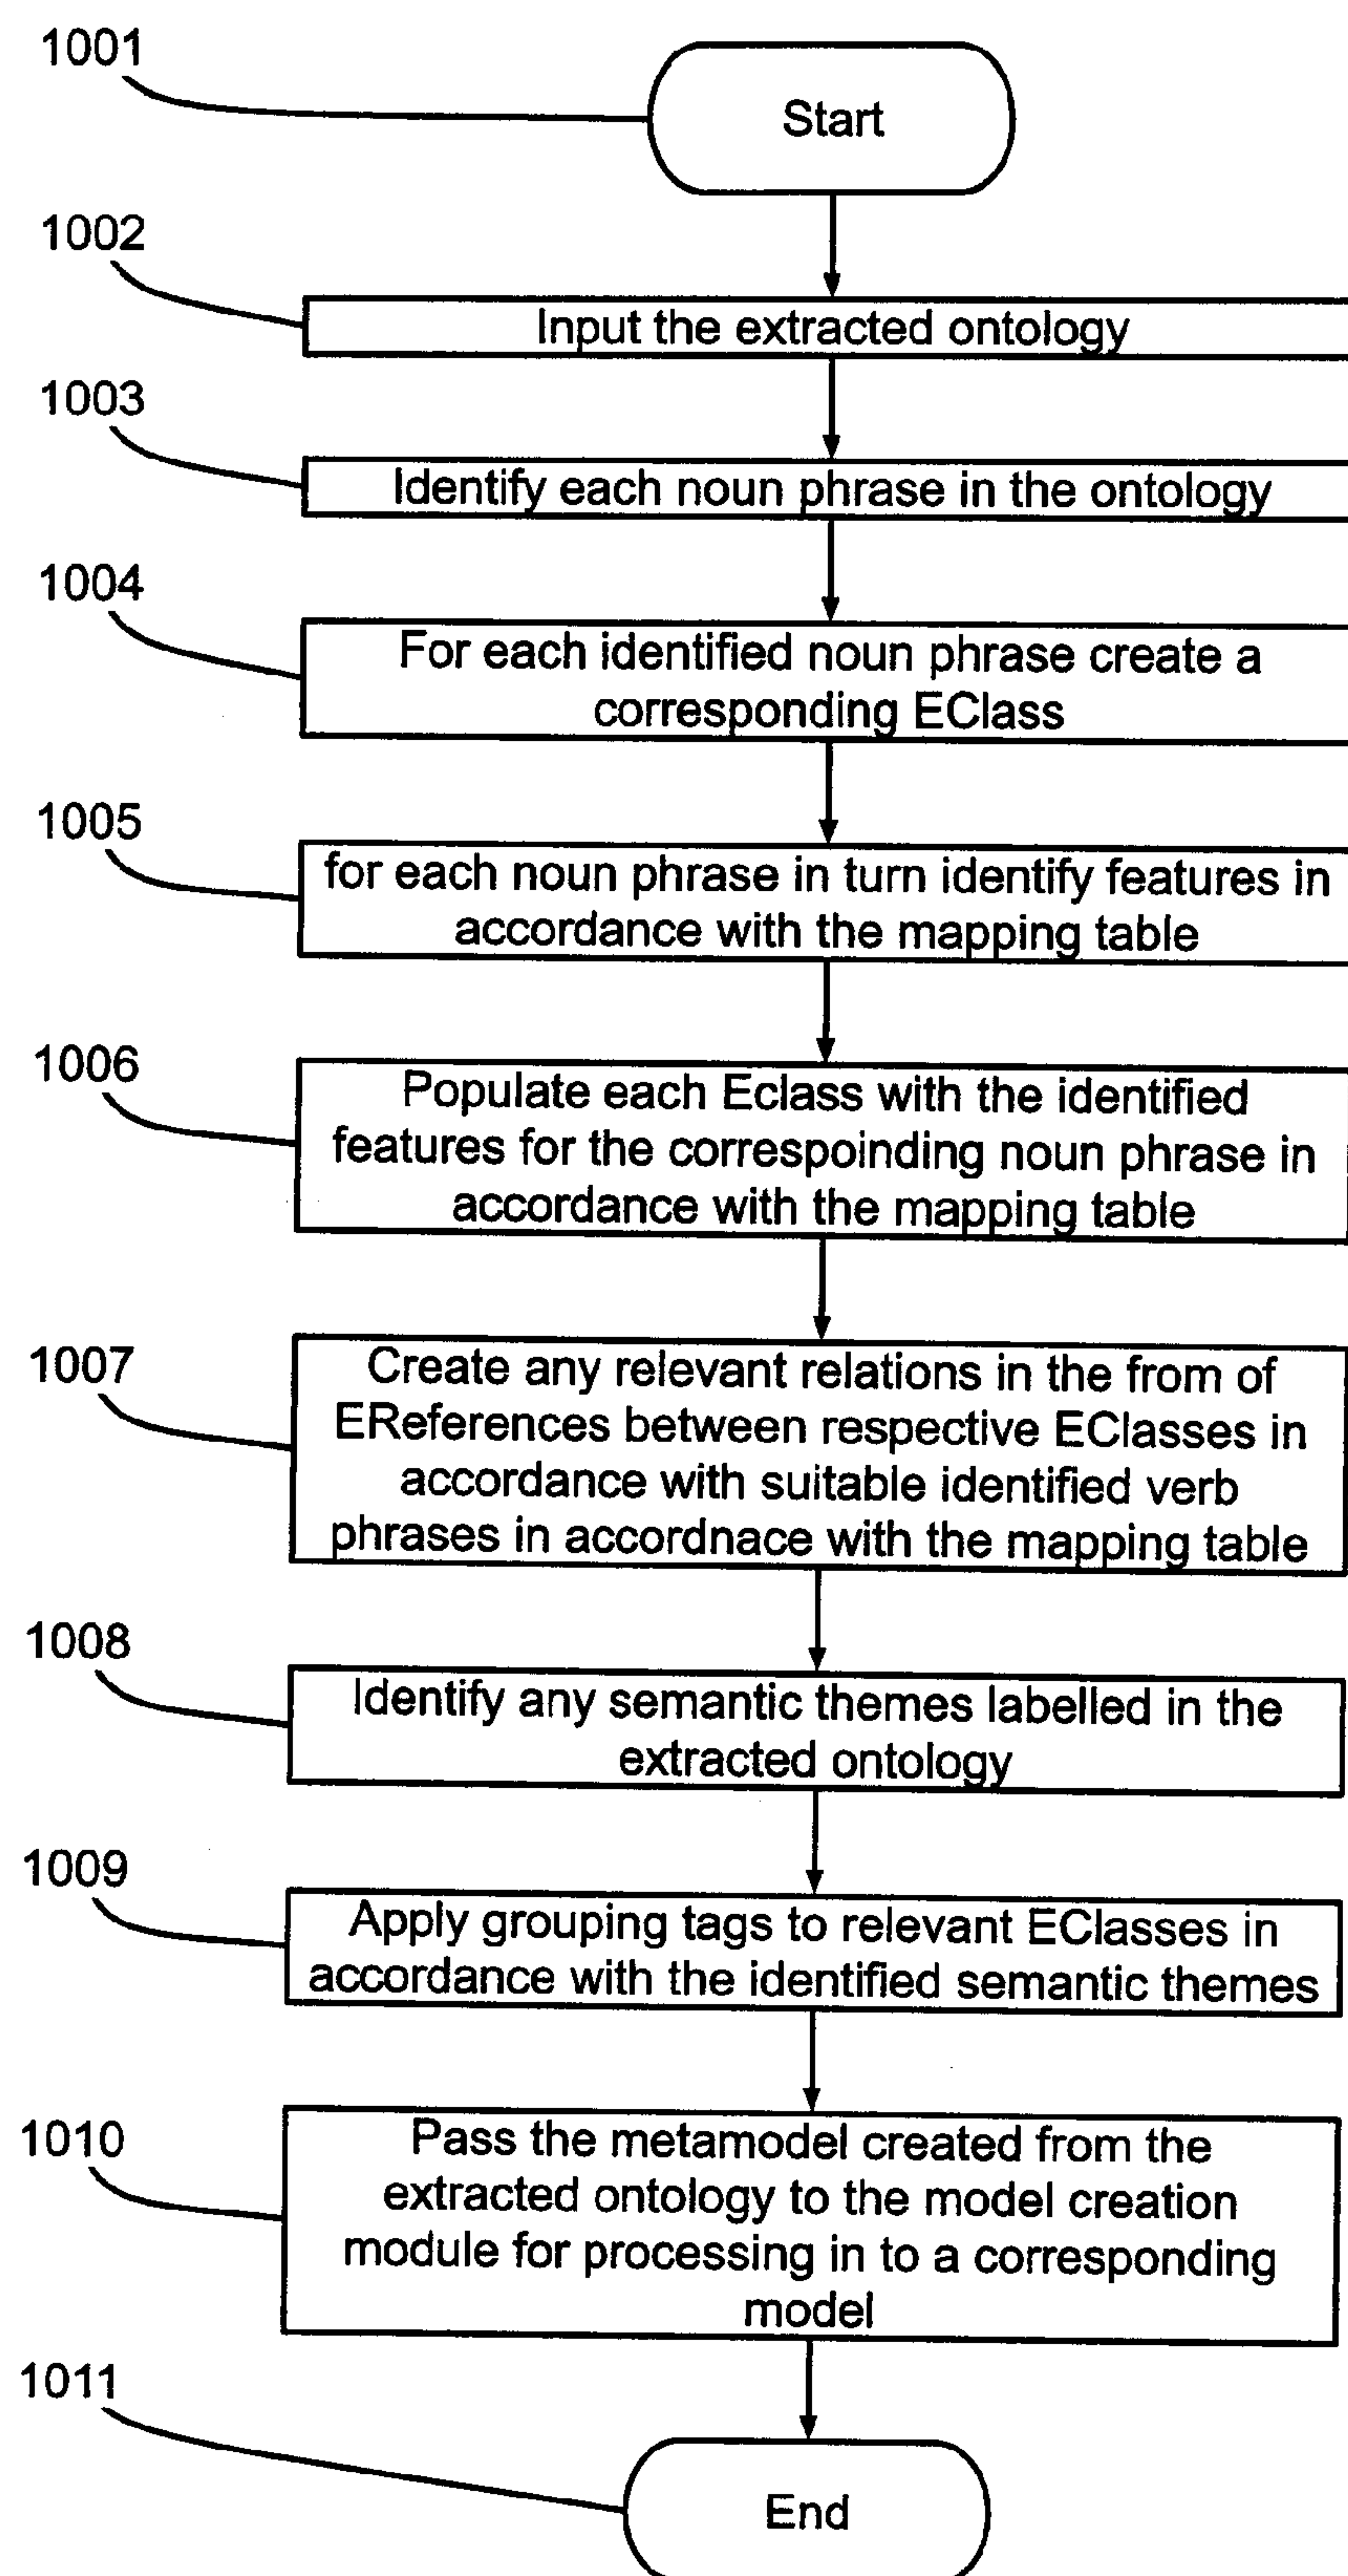 1001
Start
1002
Input the extracted ontology
1003
Identify each noun phrase in the ontology
1004
For each identified noun phrase create a
corresponding EClass
1005
for each noun phrase in turn identify features in
accordance with the mapping table
1006
Populate each Eclass with the identified
features for the correspoinding noun phrase in
accordance with the mapping table
1007
Create any relevant relations in the from of
EReferences between respective EClasses in
accordance with suitable identified verb
phrases in accordnace with the mapping table
1008
Identify any semantic themes labelled in the
extracted ontology
1009
Apply grouping tags to relevant EClasses in
accordance with the identified semantic themes
1010
Pass the metamodel created from the
extracted ontology to the model creation
module for processing in to a corresponding
model
1011
End